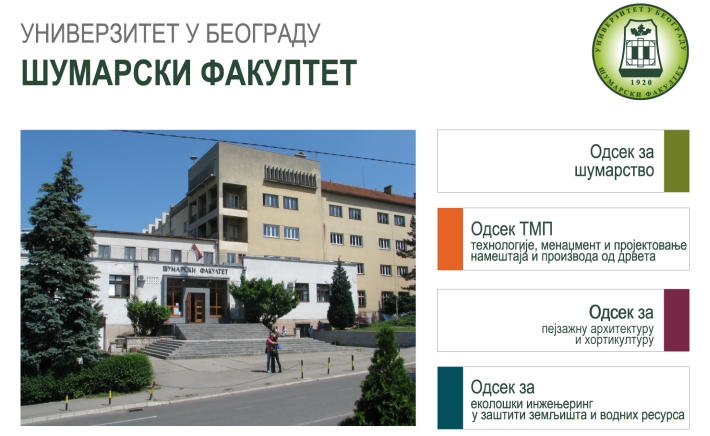 УНИВЕРЗИТЕТ У БЕОГРАДУ
ШУМАРСКИ ФАКУЛТЕТ
УНИВЕРЗИТЕТ У БЕОГРАДУ
1920
ШУМАРСКИ ФАКУЛТЕТ
ШУМАРСКИ ФАКУЛТЕТ
Одсек за
шумарство
Одсек ТМП
технологије, менаџмент и пројектовање
намештаја и производа од дрвета
Одсек за
пејзажну архитектуру
и хортикултуру
Одсек за
еколошки инжењеринг
у заштити земљишта и водних ресурса